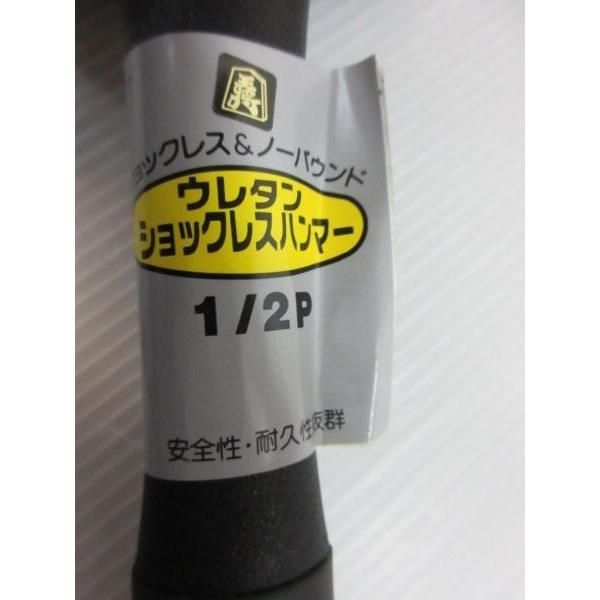 ョックレス&ノーバウンド
ウレタン
ショックレスハンマー
1/2P
安全性・耐久性抜群